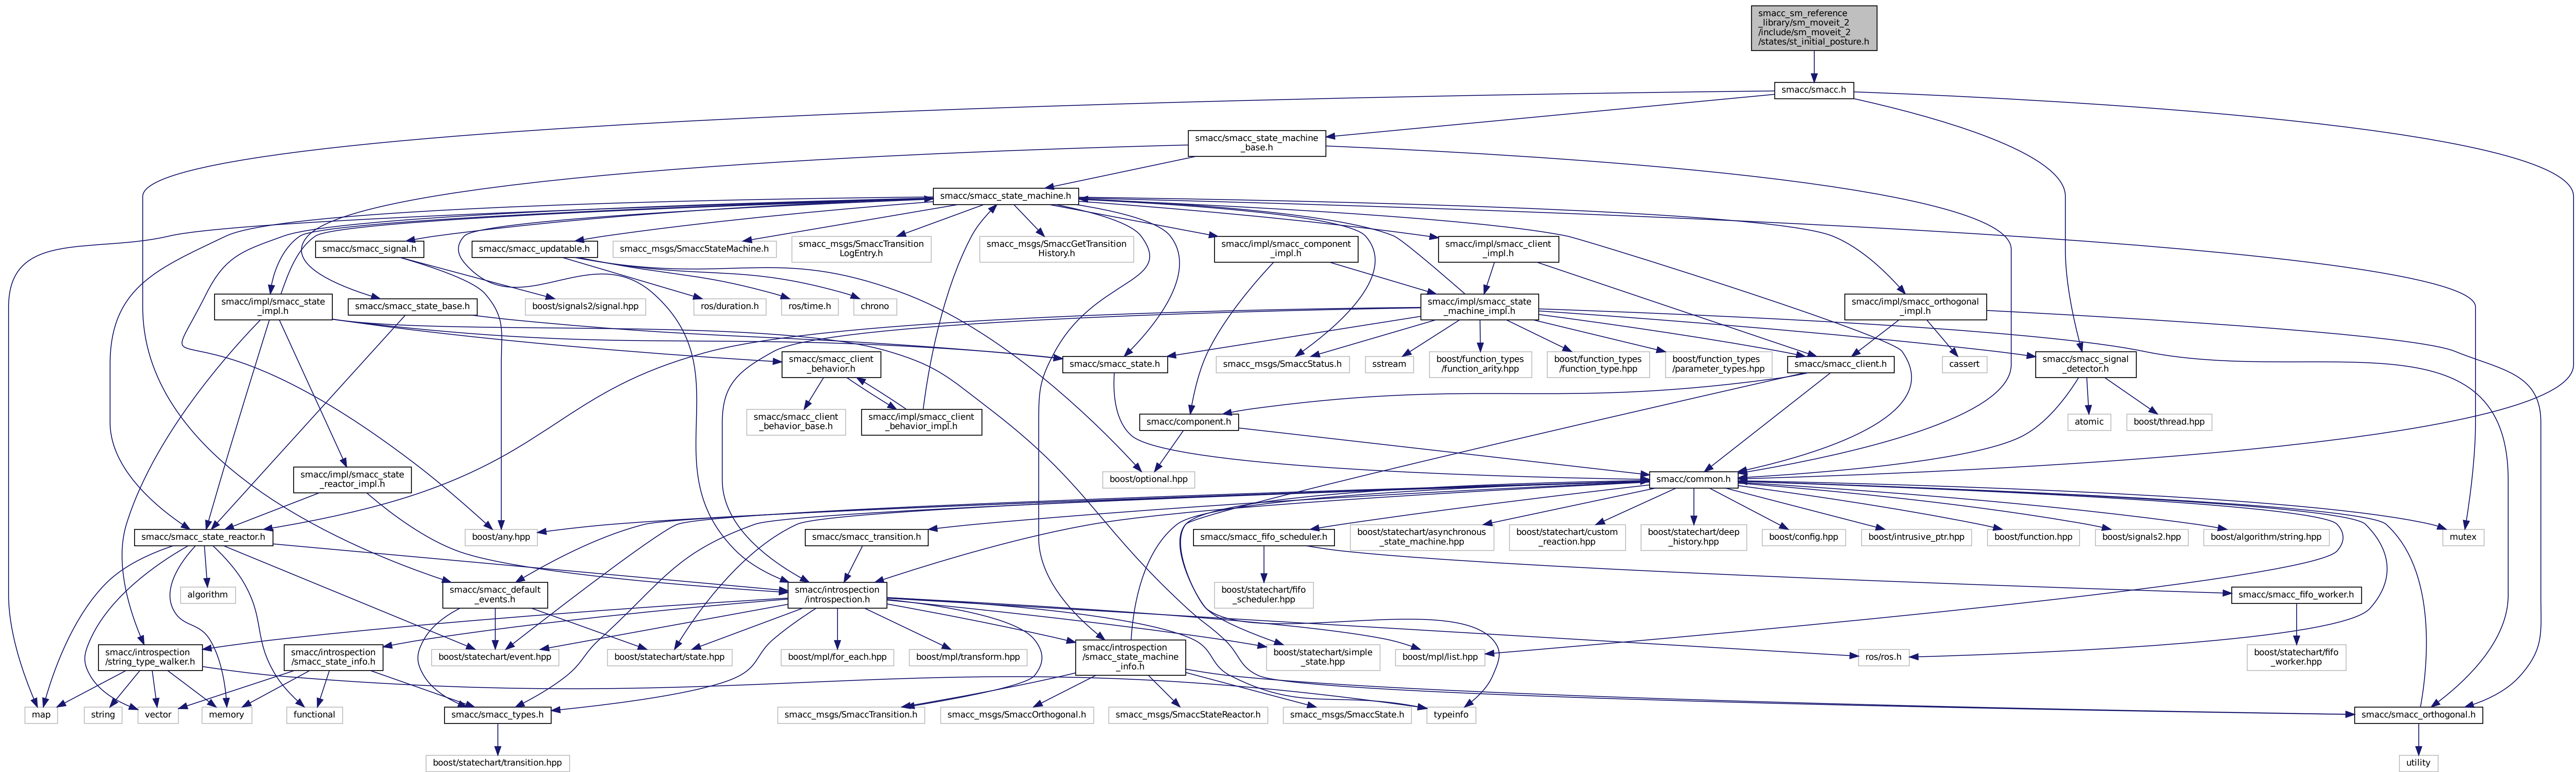 smacc_sm_reference
_library/sm_moveit_2
/include/sm_moveit_2
/states/st_initial_posture.h
smacc/smacc.h
smacc/smacc_state_machine
_base.h
smacc/smacc_state_machine.h
smacc/smacc_signal.h
smacc/smacc_updatable.h
smacc_msgs/SmaccStateMachine.h
smacc_msgs/SmaccTransition
LogEntry.h
smacc_msgs/SmaccGetTransition
History.h
smacc/impl/smacc_component
_impl.h
smacc/impl/smacc_client
_impl.h
smacc/impl/smacc_state
_impl.h
smacc/smacc_state_base.h
boost/signals2/signal.hpp
ros/duration.h
ros/time.h
chrono
smacc/impl/smacc_state
_machine_impl.h
smacc/impl/smacc_orthogonal
_impl.h
smacc/smacc_client
_behavior.h
smacc/smacc_state.h
smacc_msgs/SmaccStatus.h
sstream
boost/function_types
/function_arity.hpp
boost/function_types
/function_type.hpp
boost/function_types
/parameter_types.hpp
smacc/smacc_client.h
cassert
smacc/smacc_signal
_detector.h
smacc/smacc_client
_behavior_base.h
smacc/impl/smacc_client
_behavior_impl.h
smacc/component.h
atomic
boost/thread.hpp
smacc/impl/smacc_state
_reactor_impl.h
boost/optional.hpp
smacc/common.h
smacc/smacc_state_reactor.h
boost/any.hpp
smacc/smacc_transition.h
smacc/smacc_fifo_scheduler.h
boost/statechart/asynchronous
_state_machine.hpp
boost/statechart/custom
_reaction.hpp
boost/statechart/deep
_history.hpp
boost/config.hpp
boost/intrusive_ptr.hpp
boost/function.hpp
boost/signals2.hpp
boost/algorithm/string.hpp
mutex
algorithm
smacc/smacc_default
_events.h
smacc/introspection
/introspection.h
boost/statechart/fifo
_scheduler.hpp
smacc/smacc_fifo_worker.h
smacc/introspection
/string_type_walker.h
smacc/introspection
/smacc_state_info.h
boost/statechart/event.hpp
boost/statechart/state.hpp
boost/mpl/for_each.hpp
boost/mpl/transform.hpp
smacc/introspection
/smacc_state_machine
_info.h
boost/statechart/simple
_state.hpp
boost/mpl/list.hpp
ros/ros.h
boost/statechart/fifo
_worker.hpp
map
string
vector
memory
functional
smacc/smacc_types.h
smacc_msgs/SmaccTransition.h
smacc_msgs/SmaccOrthogonal.h
smacc_msgs/SmaccStateReactor.h
smacc_msgs/SmaccState.h
typeinfo
smacc/smacc_orthogonal.h
boost/statechart/transition.hpp
utility